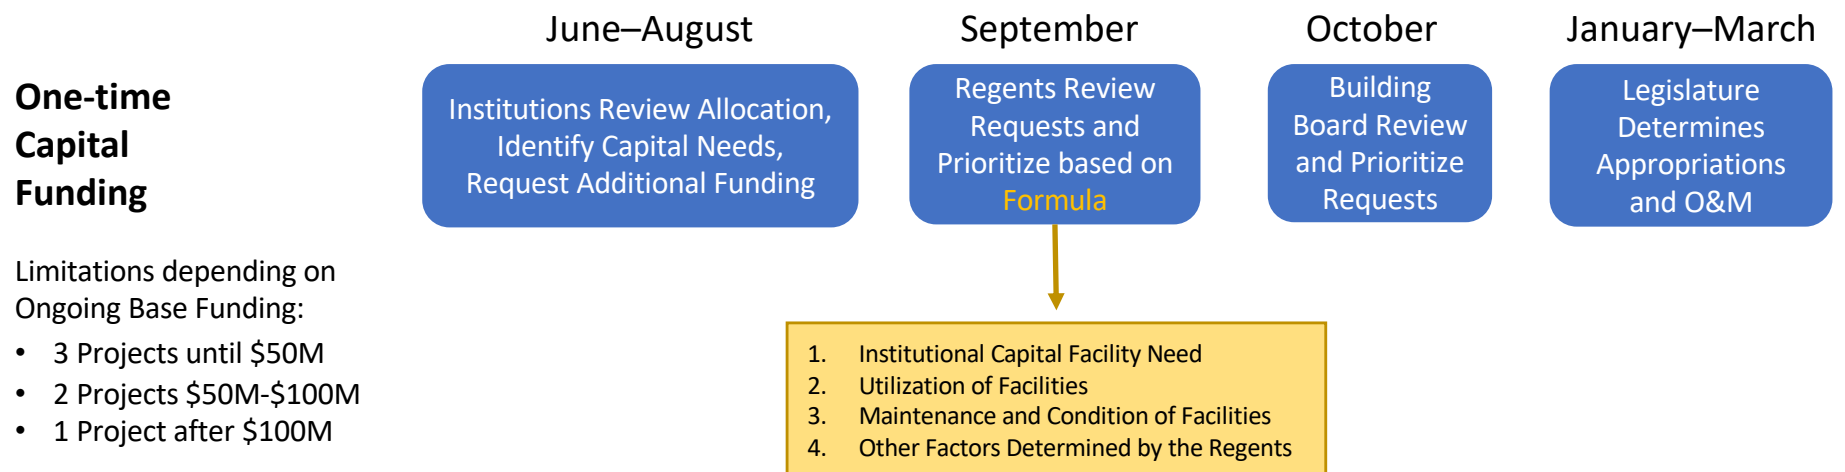 One-time
Capital
Funding
Limitations depending on
Ongoing Base Funding:
• 3 Projects until $50M
• 2 Projects $50M-$100M
• 1 Project after $100M
June–August
Institutions Review Allocation,
Identify Capital Needs,
Request Additional Funding
September
Regents Review
Requests and
Prioritize based on
Formula
October
Building
Board Review
and Prioritize
Requests
January–March
Legislature
Determines
Appropriations
and O&M
1. Institutional Capital Facility Need
2. Utilization of Facilities
3. Maintenance and Condition of Facilities
4. Other Factors Determined by the Regents